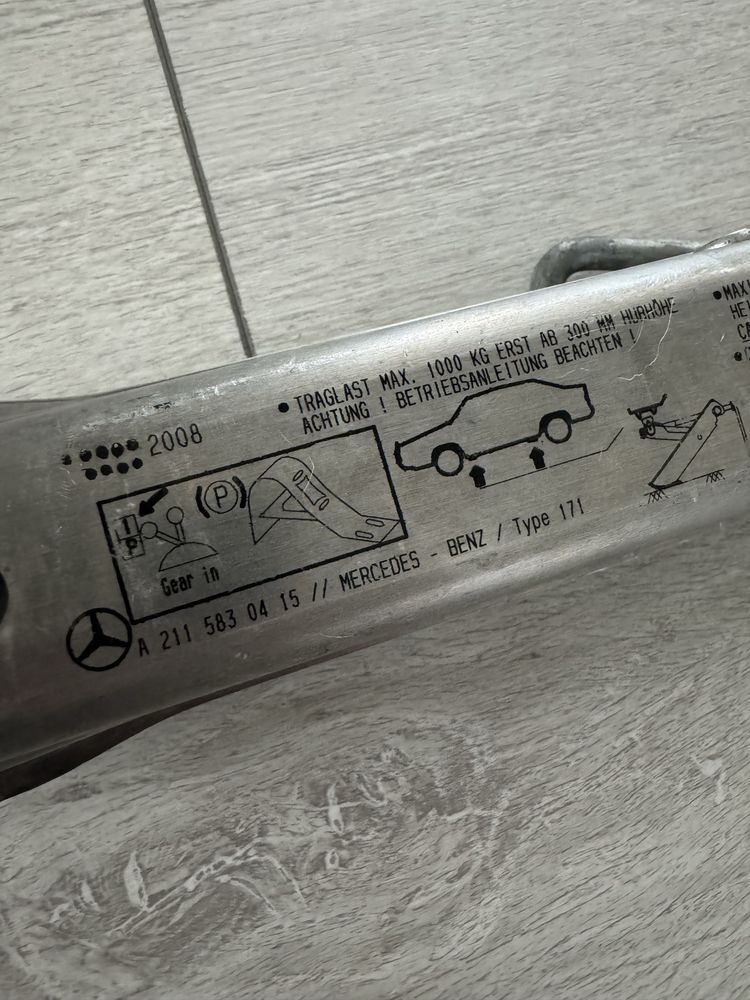 2008
• TRAGLAST MAX. 1000 KG ERST AB 300 MM HUBHÖHE
ACHTUNG ! BETRIEBSANLEITUNG BEACHTEN !
(P)
1
P
Gear in
A 211 583 04 15 // MERCEDES - BENZ / Type 171